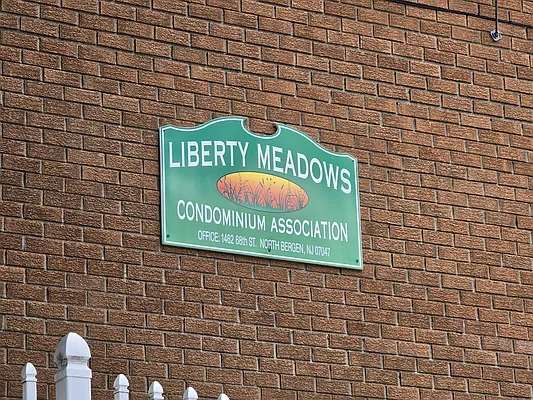 LIBERTY MEADOWS
CONDOMINIUM ASSOCIATION
OFFICE: 1462 68th ST. NORTH BERGEN, NJ 07047